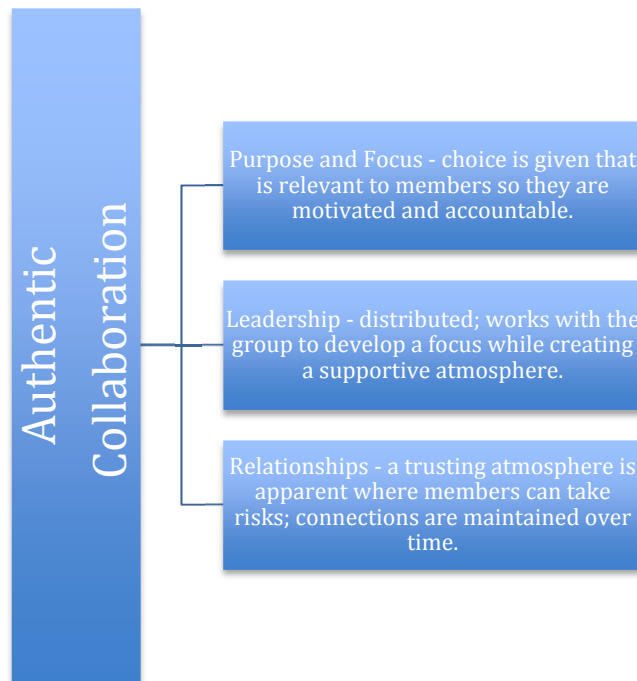 Authentic
Collaboration
Purpose and Focus - choice is given that
is relevant to members so they are
motivated and accountable.
Leadership - distributed; works with the
group to develop a focus while creating
a supportive atmosphere.
Relationships - a trusting atmosphere is
apparent where members can take
risks; connections are maintained over
time.